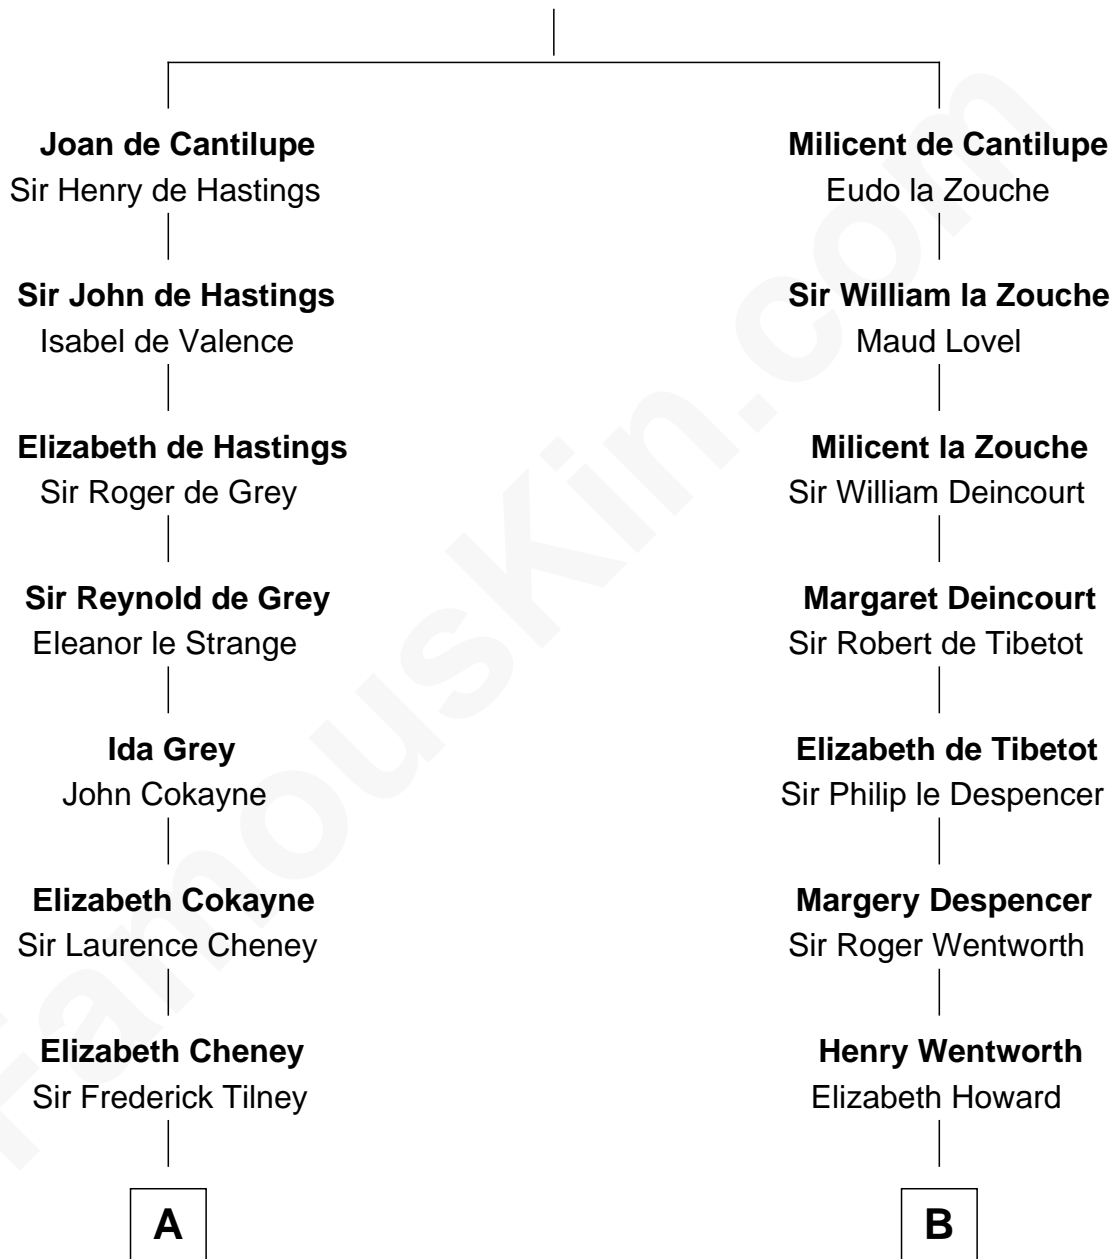 Joan de Cantilupe
Sir Henry de Hastings
Sir John de Hastings
Isabel de Valence
Elizabeth de Hastings
Sir Roger de Grey
Sir Reynold de Grey
Eleanor le Strange
Ida Grey
John Cokayne
Elizabeth Cokayne
Sir Laurence Cheney
Elizabeth Cheney
Sir Frederick Tilney
A
Milicent de Cantilupe
Eudo la Zouche
Sir William la Zouche
Maud Lovel
Milicent la Zouche
Sir William Deincourt
Margaret Deincourt
Sir Robert de Tibetot
Elizabeth de Tibetot
Sir Philip le Despencer
Margery Despencer
Sir Roger Wentworth
Henry Wentworth
Elizabeth Howard
B
FamousKin.com